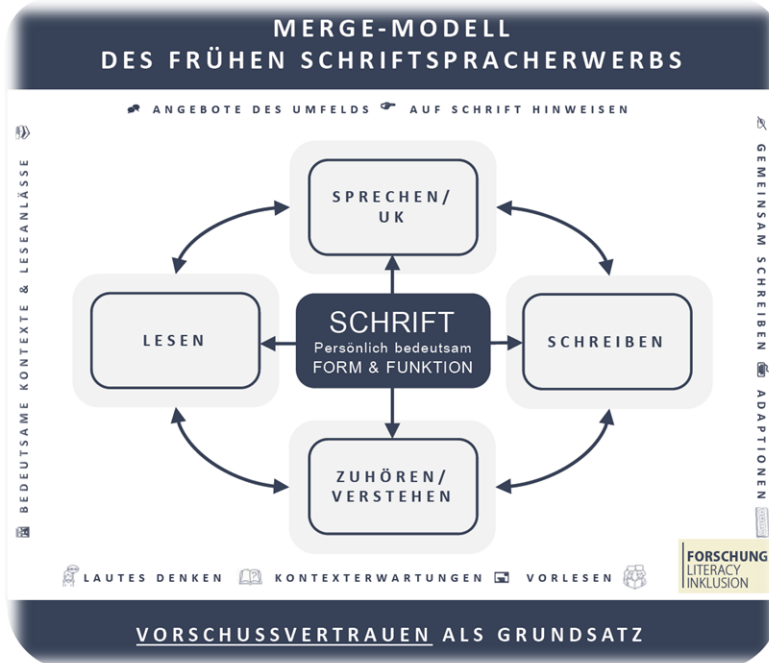 MERGE-MODELL
DES FRÜHEN SCHRIFTSPRACHERWERBS
ANGEBOTE DES UMFELDS AUF SCHRIFT HINWEISEN
BEDEUTSAME KONTEXTE & LESEANLÄSSE
SPRECHEN/
UK
LESEN
SCHRIFT
Persönlich bedeutsam
FORM & FUNKTION
SCHREIBEN
ZUHÖREN/
VERSTEHEN
GEMEINSAM SCHREIBEN ADAPTIONEN
LAUTES DENKEN KONTEXTERWARTUNGEN VORLESEN
FORSCHUNG
LITERACY
INKLUSION
VORSCHUSSVERTRAUEN ALS GRUNDSATZ